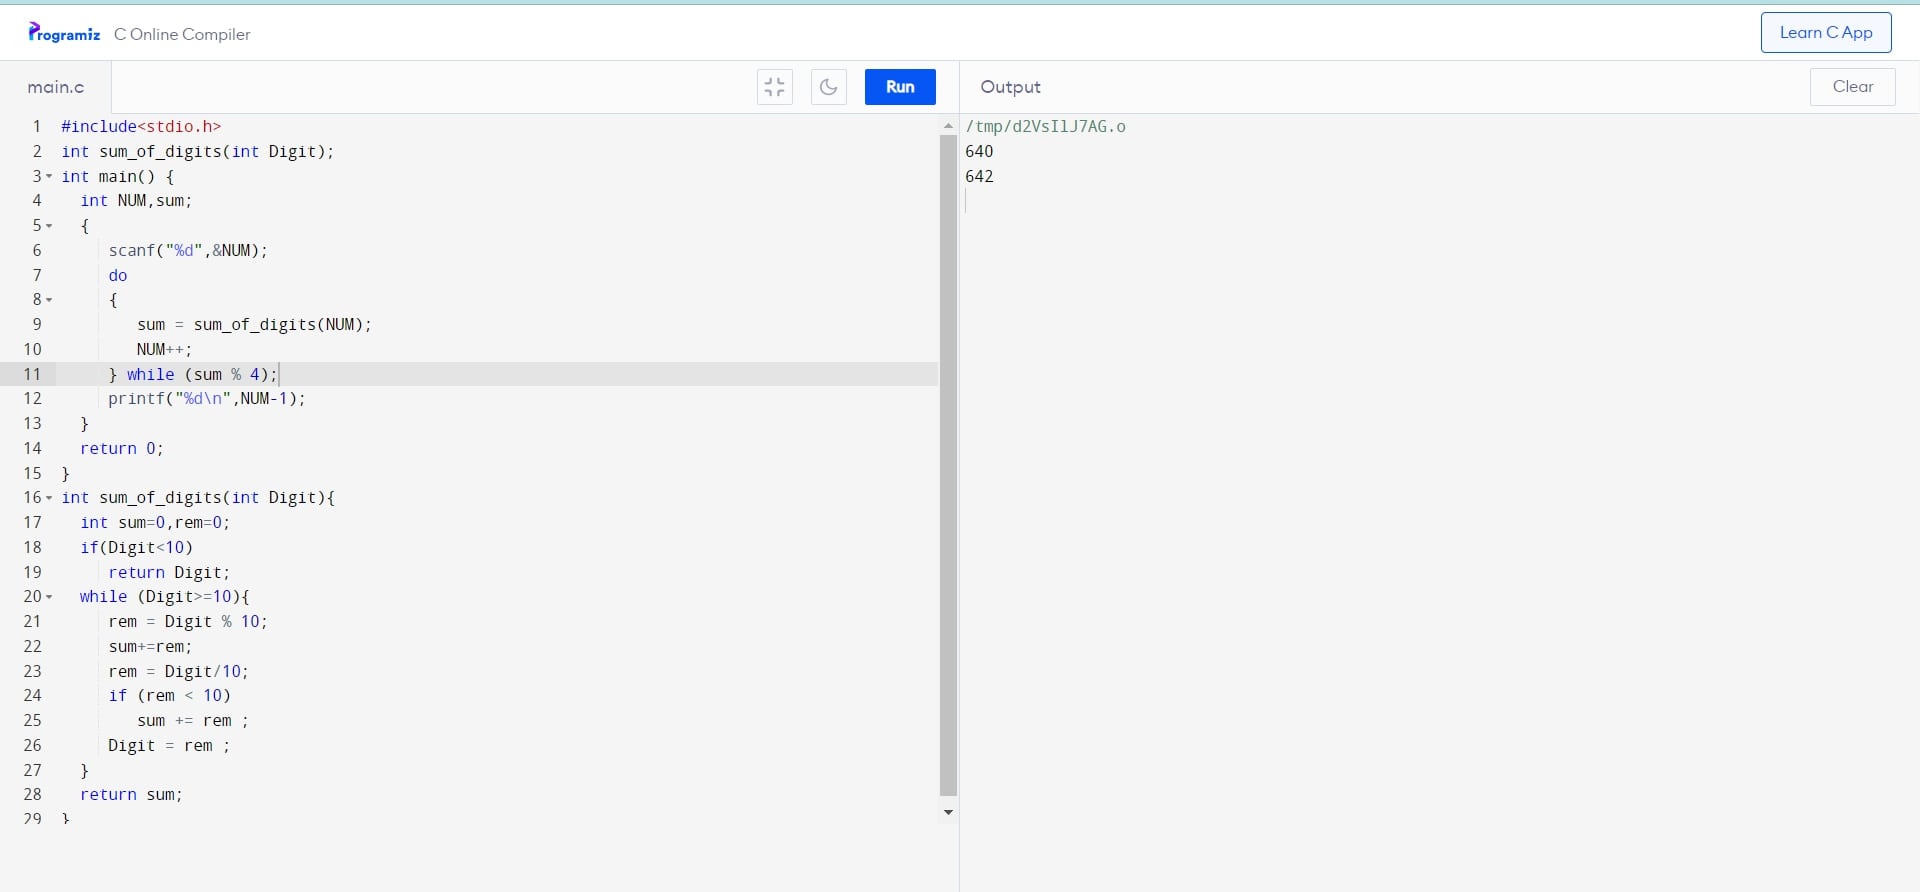 Programiz C Online Compiler
Learn C App
main.c
Run
Output
Clear
1 #include<stdio.h>
2 int sum_of_digits(int Digit);
3 int main() {
4 int NUM,sum;
5 {
6 scanf("%d",&NUM);
7 do
8 {
9 sum = sum_of_digits(NUM);
10 NUM++;
11 } while (sum % 4);
12 printf("%d\n",NUM-1);
13 }
14 return 0;
15 }
16 int sum_of_digits(int Digit){
17 int sum=0,rem=0;
18 if(Digit<10)
19 return Digit;
20 while (Digit>=10){
21 rem = Digit % 10;
22 sum+=rem;
23 rem = Digit/10;
24 if (rem < 10)
25 sum += rem ;
26 Digit = rem ;
27 }
28 return sum;
29 }
/tmp/d2VsIlJ7AG.o
640
642